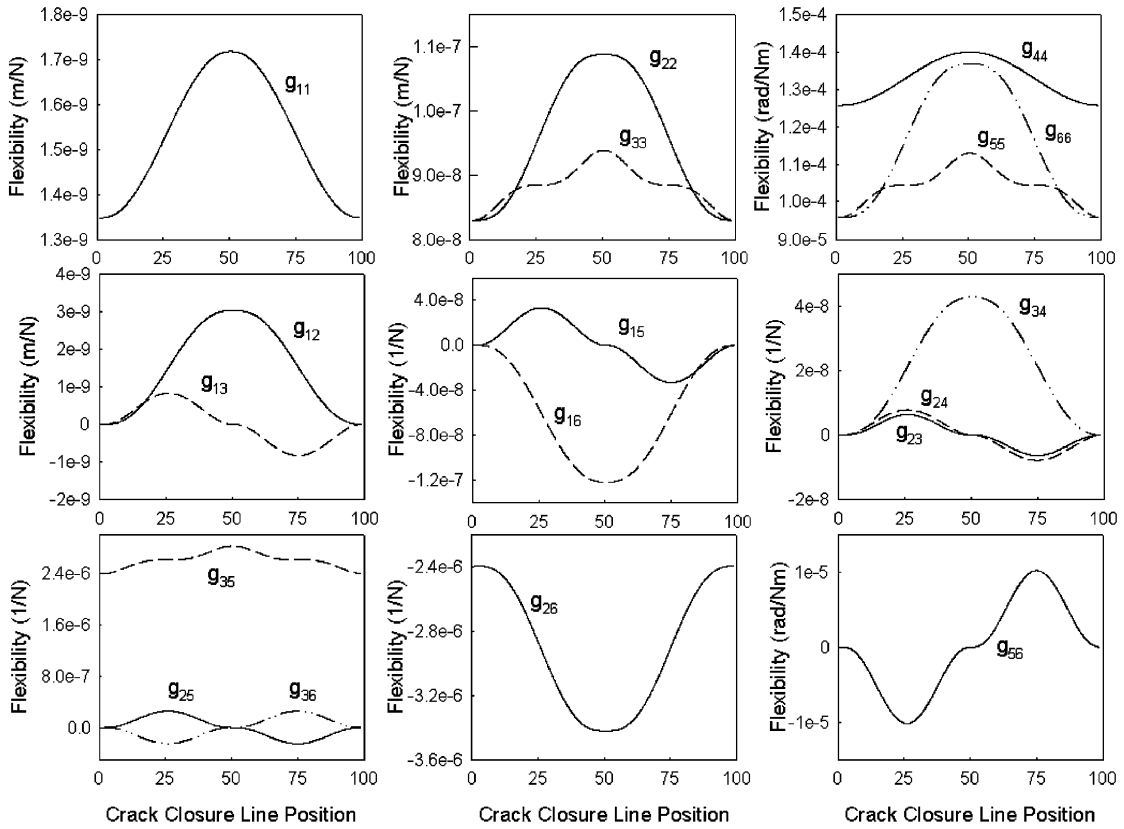 Flexibility (m/N)
1.8e-9
1.7e-9
1.6e-9
1.5e-9
1.4e-9
1.3e-9
g11
0 25 50 75 100
Flexibility (m/N)
1.1e-7
1.0e-7
9.0e-8
8.0e-8
g22
g33
0 25 50 75 100
Flexibility (rad/Nm)
1.5e-4
1.4e-4
1.3e-4
1.2e-4
1.1e-4
1.0e-4
9.0e-5
g44
g66
g55
0 25 50 75 100
Flexibility (m/N)
4e-9
3e-9
2e-9
1e-9
0
-1e-9
-2e-9
g12
g13
0 25 50 75 100
Flexibility (1/N)
4.0e-8
0.0
-4.0e-8
-8.0e-8
-1.2e-7
g15
g16
0 25 50 75 100
Flexibility (1/N)
4e-8
2e-8
0
-2e-8
g34
g24
g23
0 25 50 75 100
Flexibility (1/N)
2.4e-6
1.6e-6
8.0e-7
0.0
g35
g25
g36
0 25 50 75 100
Crack Closure Line Position
Flexibility (1/N)
-2.4e-6
-2.8e-6
-3.2e-6
-3.6e-6
g26
0 25 50 75 100
Crack Closure Line Position
Flexibility (rad/Nm)
1e-5
0
-1e-5
g56
0 25 50 75 100
Crack Closure Line Position